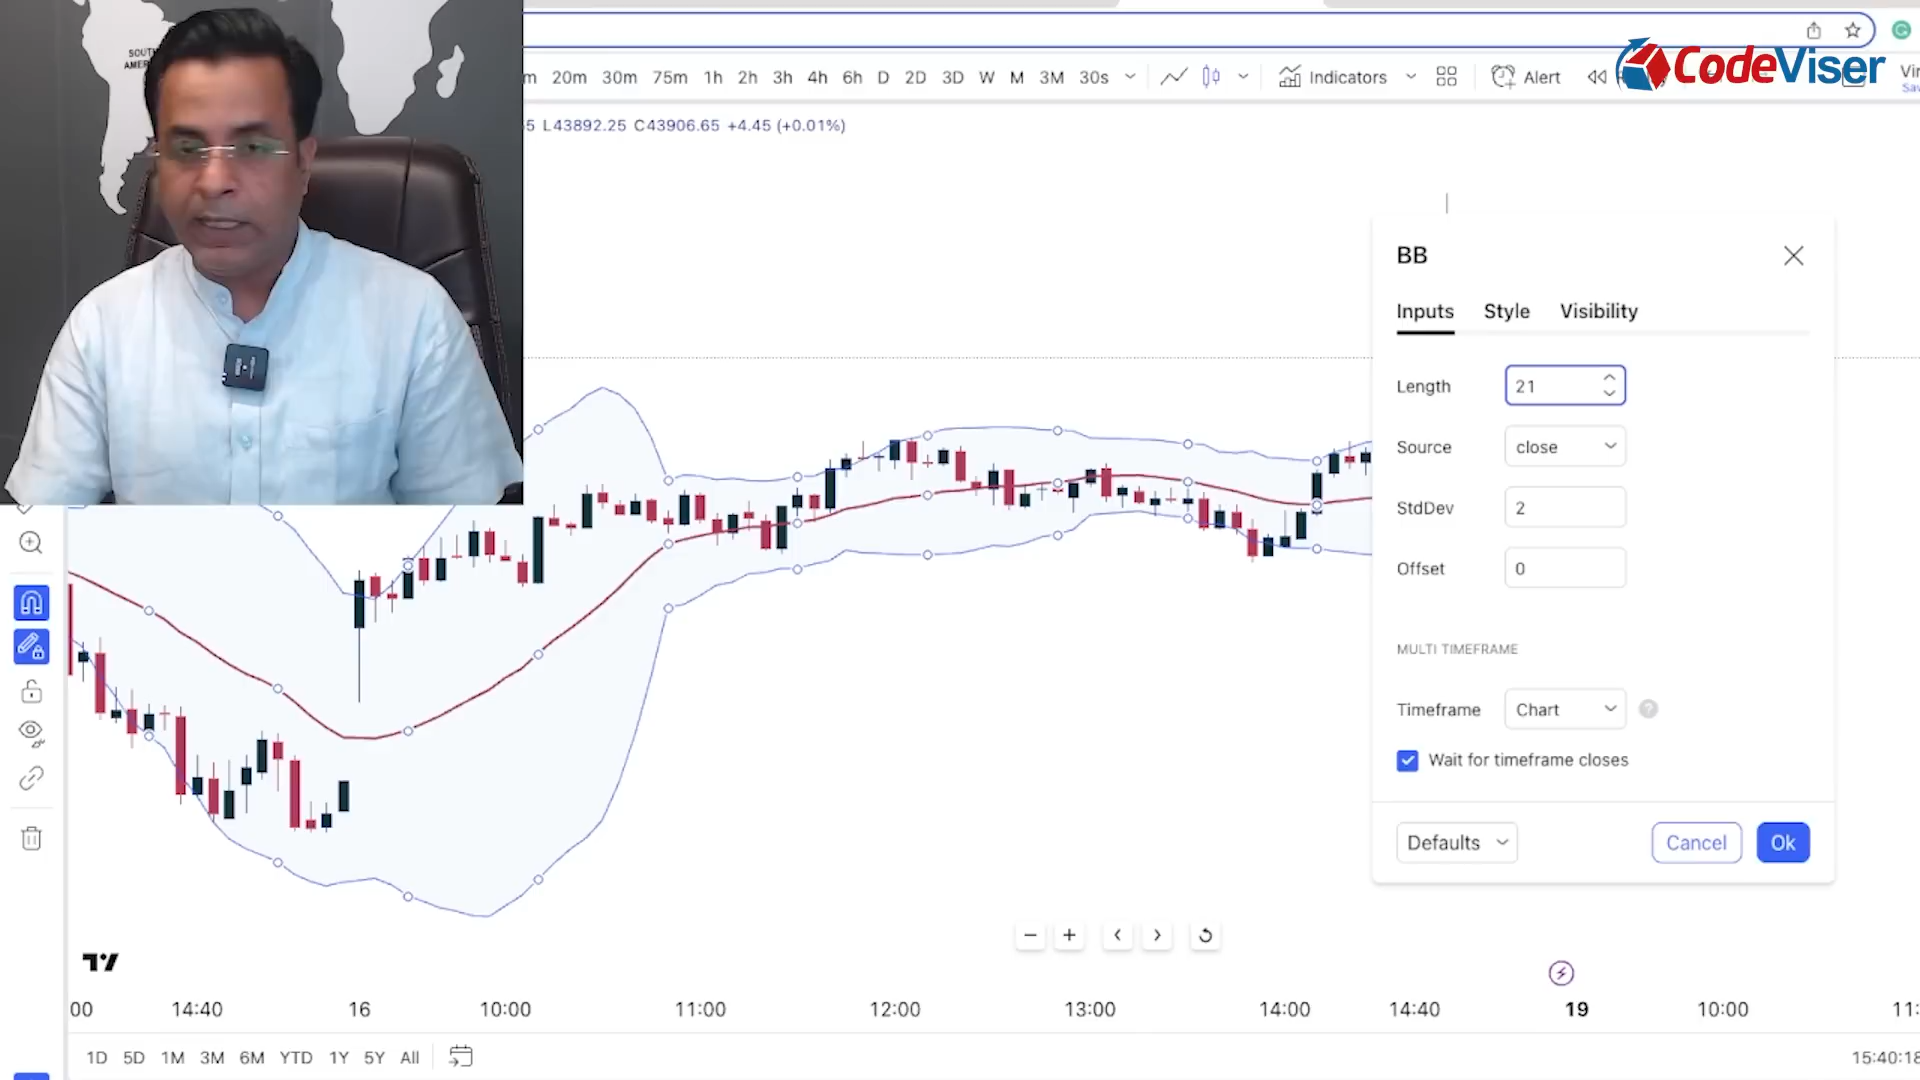 SOUTH
AMER
m 20m 30m 75m 1h 2h 3h 4h 6h D 2D 3D W M 3M 30s Indicators Alert
CodeViser
Sav
5 L43892.25 C43906.65 +4.45 (+0.01%)
BB
Inputs Style Visibility
Length 21
Source close
StdDev 2
Offset 0
MULTI TIMEFRAME
Timeframe Chart ?
Wait for timeframe closes
Defaults Cancel Ok
00 14:40 16 10:00 11:00 12:00 13:00 14:00 14:40 19 10:00 11:
1D 5D 1M 3M 6M YTD 1Y 5Y All 15:40:18